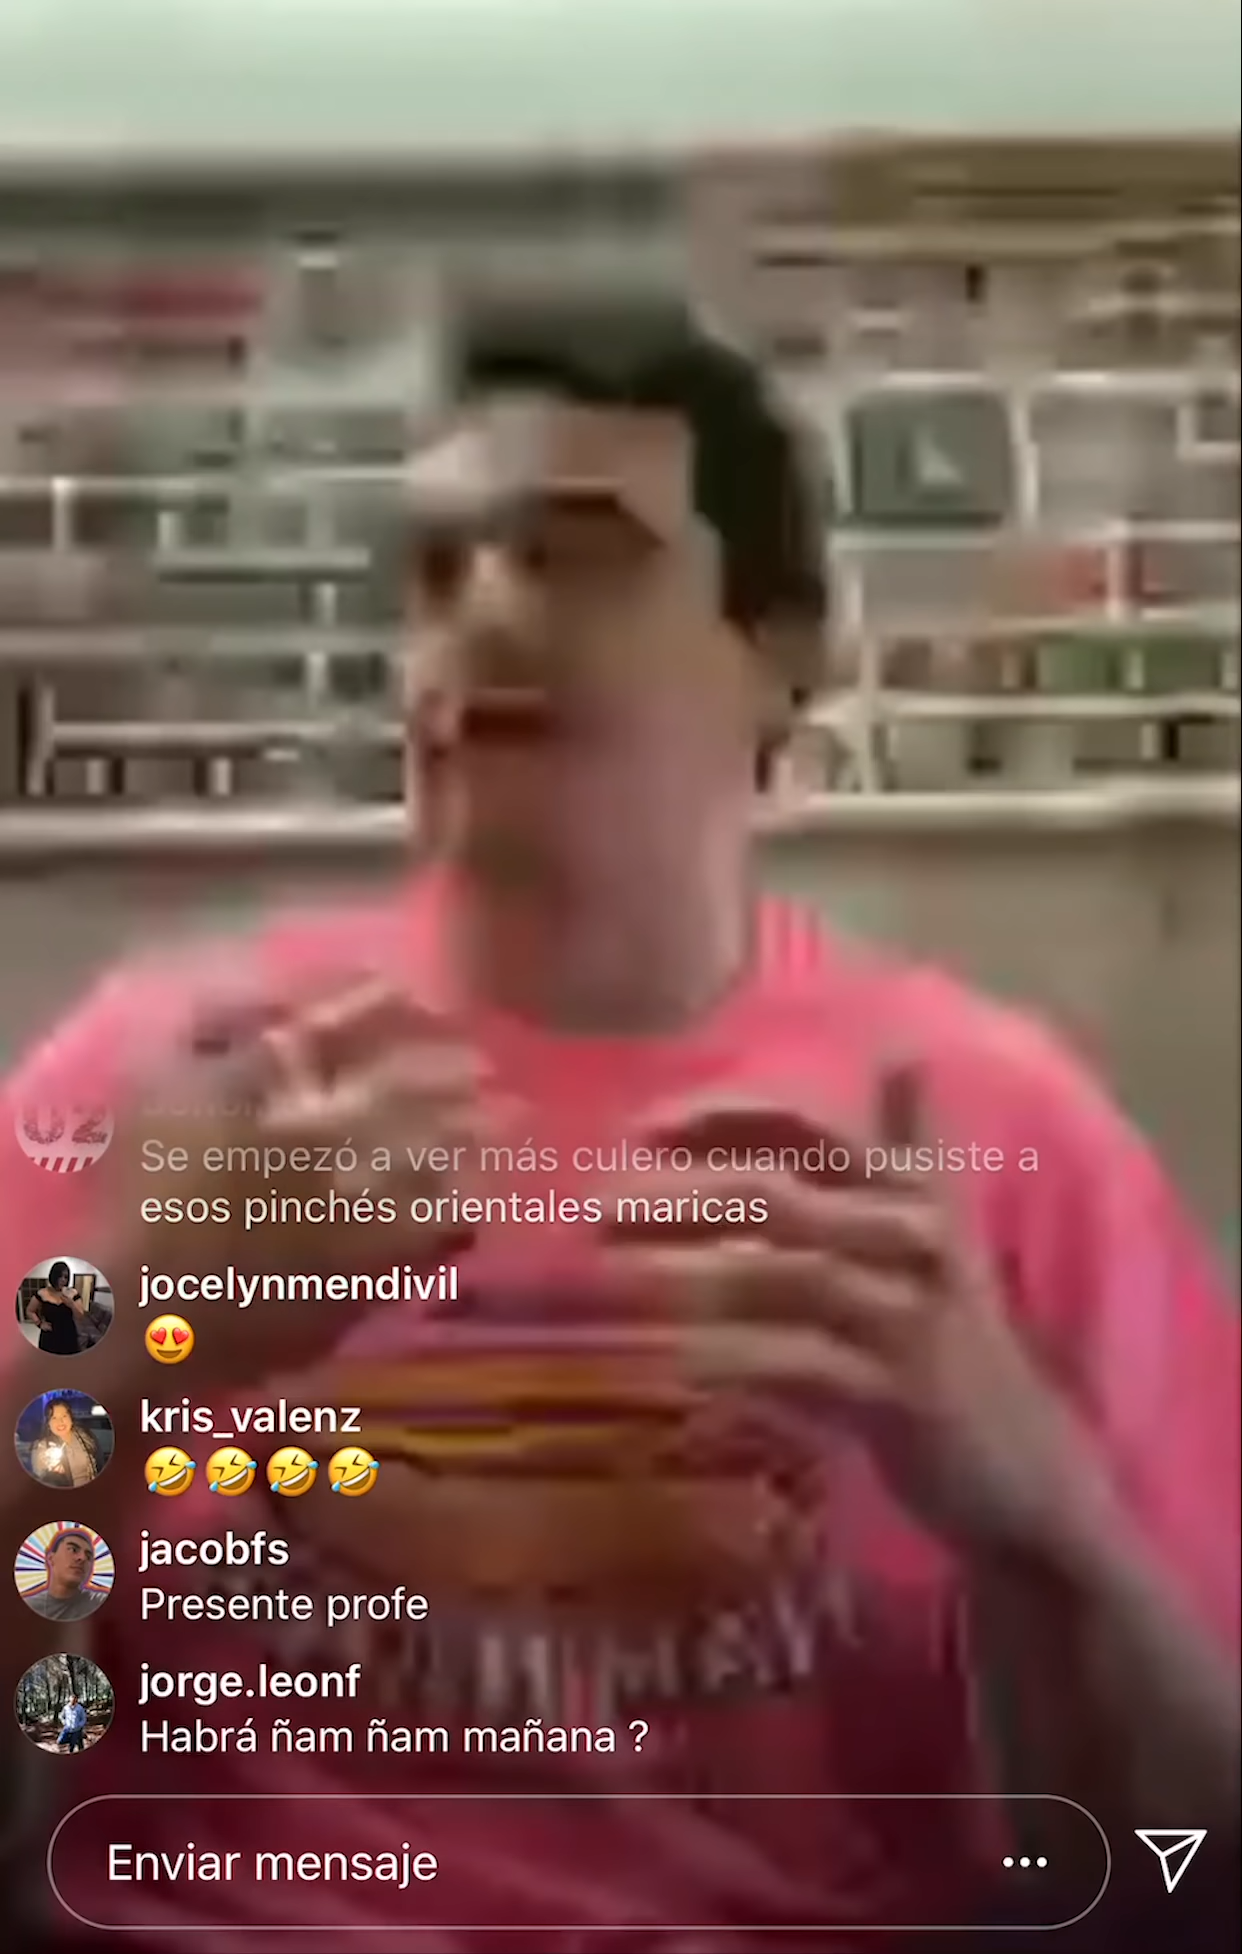 02
Se empezó a ver más culero cuando pusiste a
esos pinchés orientales maricas
jocelynmendivil
😍
kris_valenz
🤣🤣🤣🤣
jacobfs
Presente profe
jorge.leonf
Habrá ñam ñam mañana ?
Enviar mensaje